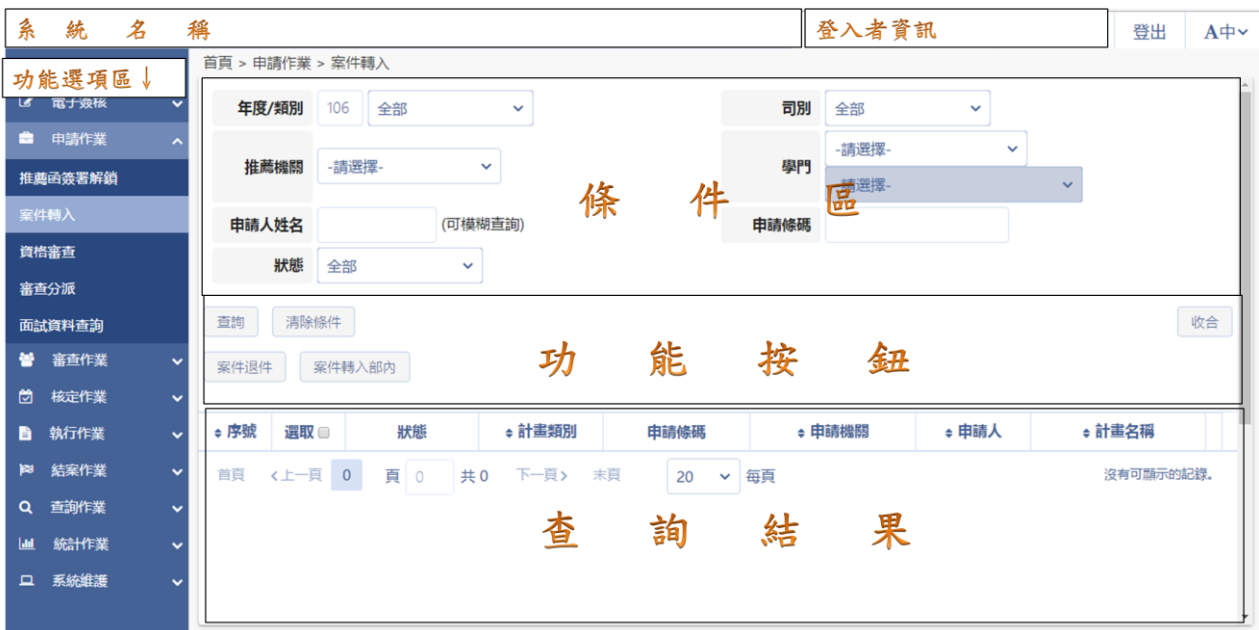 系統名稱 登入者資訊 登出 A中
功能選項區↓ 首頁 > 申請作業 > 案件轉入
電子簽核
申請作業
推薦函簽署解鎖
案件轉入
資格審查
審查分派
面試資料查詢
審查作業
核定作業
執行作業
結案作業
查詢作業
統計作業
系統維護
年度/類別 106 全部 司別 全部
推薦機關 -請選擇- 學門 -請選擇-
-請選擇-
條件區
申請人姓名 (可模糊查詢) 申請條碼
狀態 全部
查詢 清除條件 收合
功能按鈕
案件退件 案件轉入部內
序號 選取 狀態 計畫類別 申請條碼 申請機關 申請人 計畫名稱
首頁 <上一頁 0 頁 0 共 0 下一頁> 末頁 20 每頁 沒有可顯示的記錄。
查詢結果